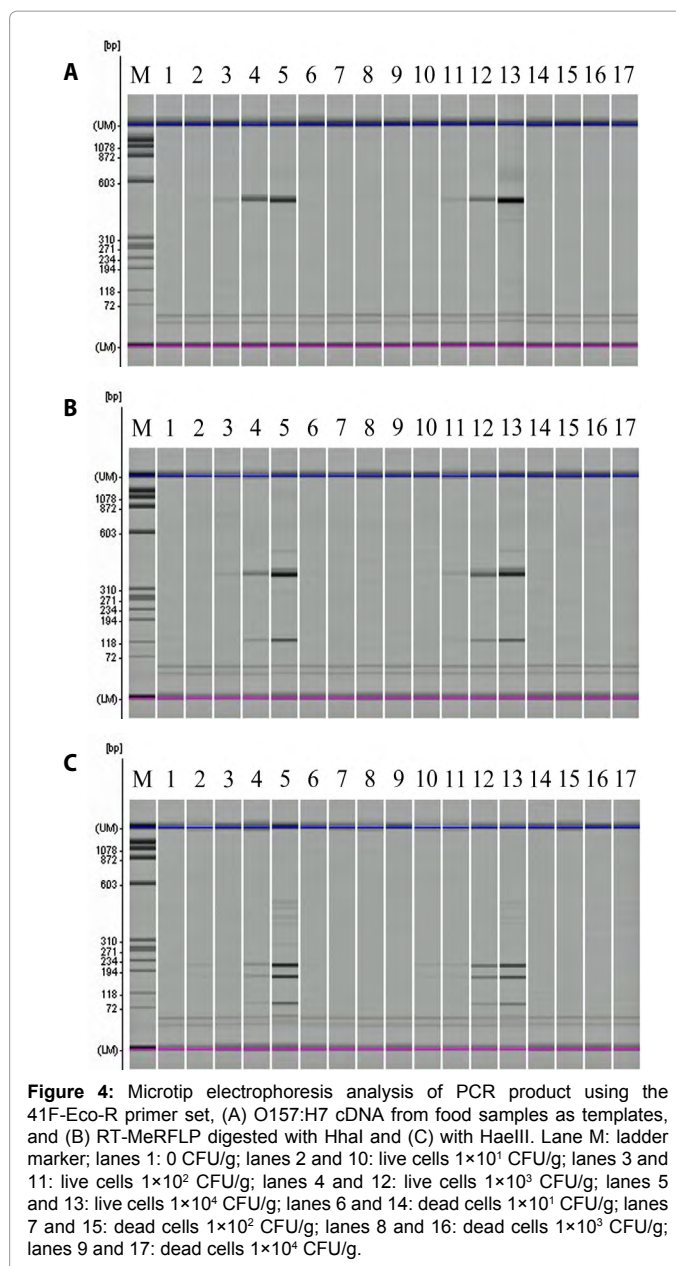 [bp]
A M 1 2 3 4 5 6 7 8 9 10 11 12 13 14 15 16 17
(UM)
1078
872
603
310
271
234
194
118
72
(LM)
[bp]
B M 1 2 3 4 5 6 7 8 9 10 11 12 13 14 15 16 17
(UM)
1078
872
603
310
271
234
194
118
72
(LM)
[bp]
C M 1 2 3 4 5 6 7 8 9 10 11 12 13 14 15 16 17
(UM)
1078
872
603
310
271
234
194
118
72
(LM)
Figure 4: Microtip electrophoresis analysis of PCR product using the
41F-Eco-R primer set, (A) O157:H7 cDNA from food samples as templates,
and (B) RT-MeRFLP digested with HhaI and (C) with HaeIII. Lane M: ladder
marker; lanes 1: 0 CFU/g; lanes 2 and 10: live cells 1×10¹ CFU/g; lanes 3 and
11: live cells 1×10² CFU/g; lanes 4 and 12: live cells 1×10³ CFU/g; lanes 5
and 13: live cells 1×10⁴ CFU/g; lanes 6 and 14: dead cells 1×10¹ CFU/g; lanes
7 and 15: dead cells 1×10² CFU/g; lanes 8 and 16: dead cells 1×10³ CFU/g;
lanes 9 and 17: dead cells 1×10⁴ CFU/g.